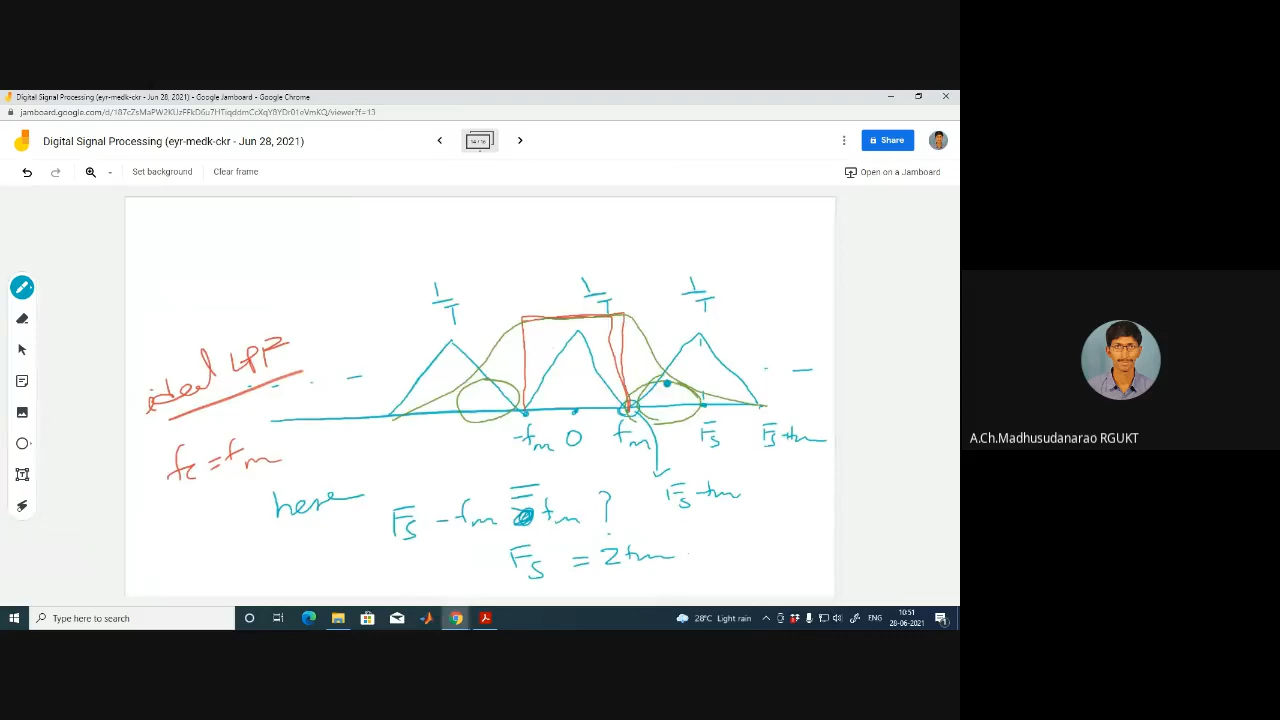 Digital Signal Processing (eyr-medk-ckr - Jun 28, 2021) - Google Jamboard - Google Chrome
Digital Signal Processing (eyr-medk-ckr - Jun 28, 2021)
14 / 16
Share
Set background
Clear frame
Open on a Jamboard
1/T
1/T
1/T
ideal LPF
fc = fm
-fm 0 fm Fs Fs+fm
Fs-fm
here
Fs - fm = fm ?
Fs = 2fm
A.Ch.Madhusudanarao RGUKT
Type here to search
28°C Light rain
ENG
10:51
28-06-2021